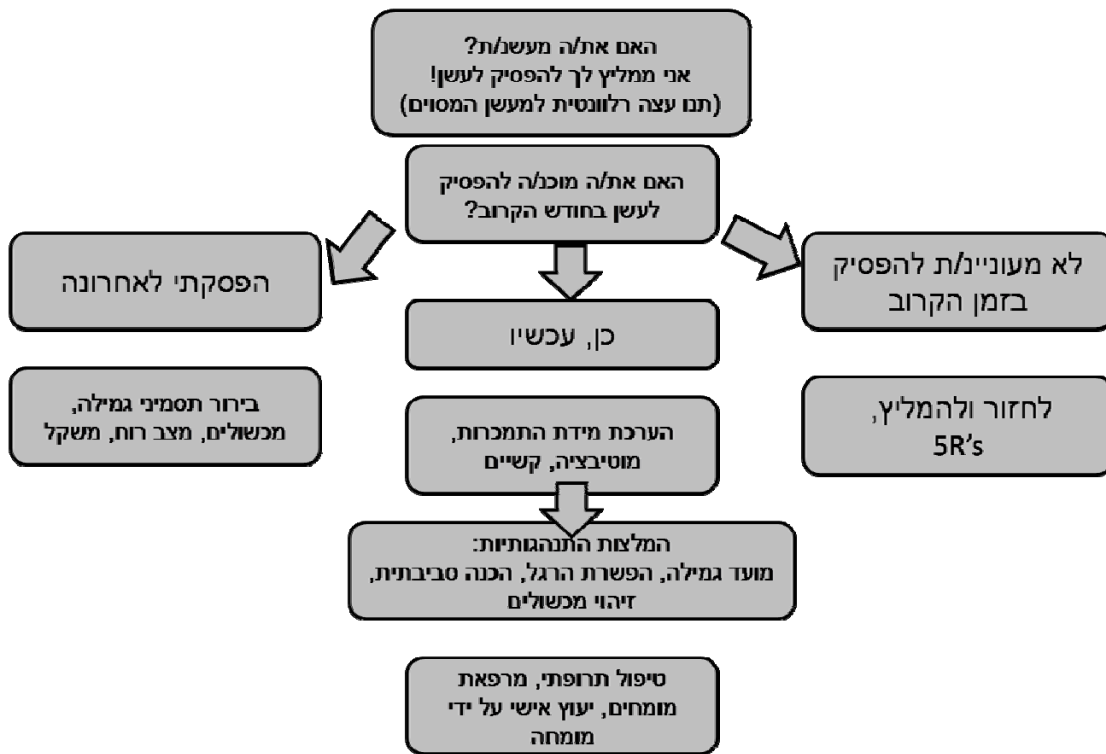 האם את/ה מעשנ/ת?
אני ממליץ לך להפסיק לעשן!
(תנו עצה רלוונטית למעשן המסוים)
האם את/ה מוכנ/ה להפסיק
לעשן בחודש הקרוב?
לא מעוניינ/ת להפסיק
בזמן הקרוב
לחזור ולהמליץ,
5R’s
כן, עכשיו
הערכת מידת התמכרות,
מוטיבציה, קשיים
המלצות התנהגותיות:
מועד גמילה, הפשרת הרגל, הכנה סביבתית,
זיהוי מכשולים
טיפול תרופתי, מרפאת
מומחים, יעוץ אישי על ידי
מומחה
הפסקתי לאחרונה
בירור תסמיני גמילה,
מכשולים, מצב רוח, משקל